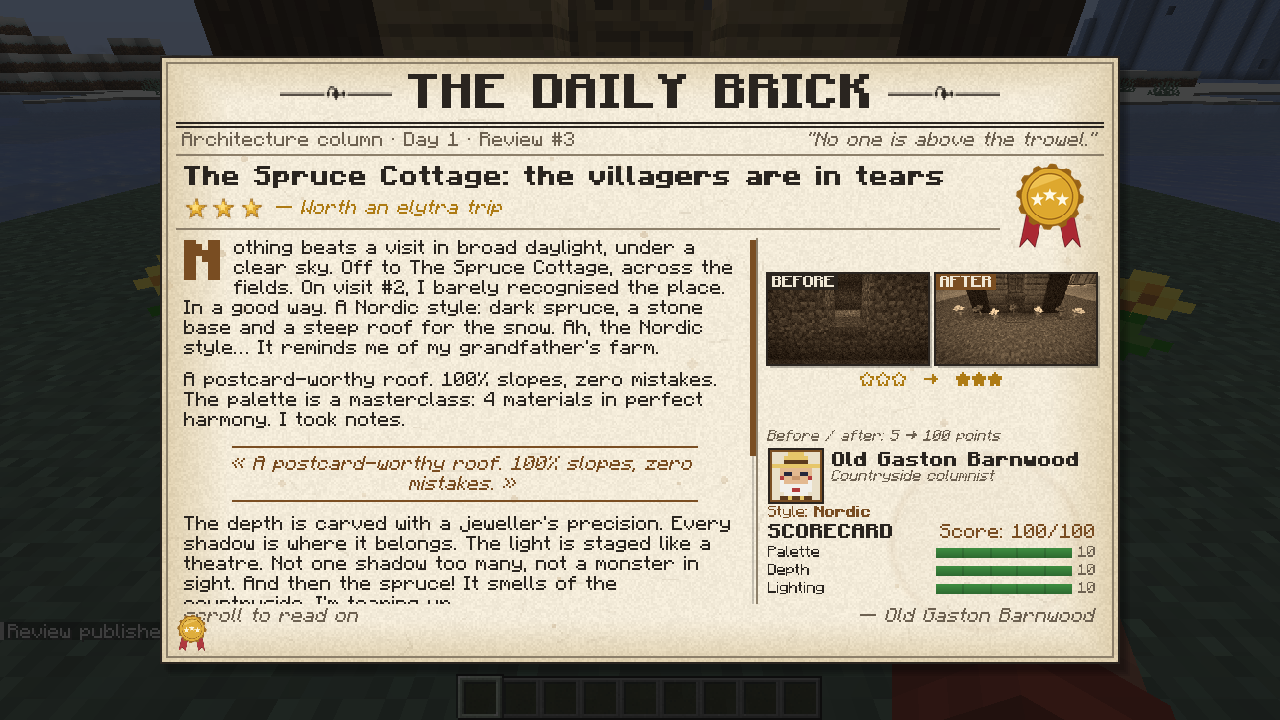 THE DAILY BRICK
Architecture column · Day 1 · Review #3
"No one is above the trowel."
The Spruce Cottage: the villagers are in tears
— Worth an elytra trip
Nothing beats a visit in broad daylight, under a
clear sky. Off to The Spruce Cottage, across the
fields. On visit #2, I barely recognised the place.
In a good way. A Nordic style: dark spruce, a stone
base and a steep roof for the snow. Ah, the Nordic
style... It reminds me of my grandfather's farm.
A postcard-worthy roof. 100% slopes, zero mistakes.
The palette is a masterclass: 4 materials in perfect
harmony. I took notes.
« A postcard-worthy roof. 100% slopes, zero
mistakes. »
The depth is carved with a jeweller's precision. Every
shadow is where it belongs. The light is staged like a
theatre. Not one shadow too many, not a monster in
sight. And then the spruce! It smells of the
countryside. I'm tearing up.
scroll to read on
BEFORE
AFTER
☆☆☆ → ★★★
Before / after: 5 → 100 points
Old Gaston Barnwood
Countryside columnist
Style: Nordic
SCORECARD
Score: 100/100
Palette 10
Depth 10
Lighting 10
— Old Gaston Barnwood
Review publishe